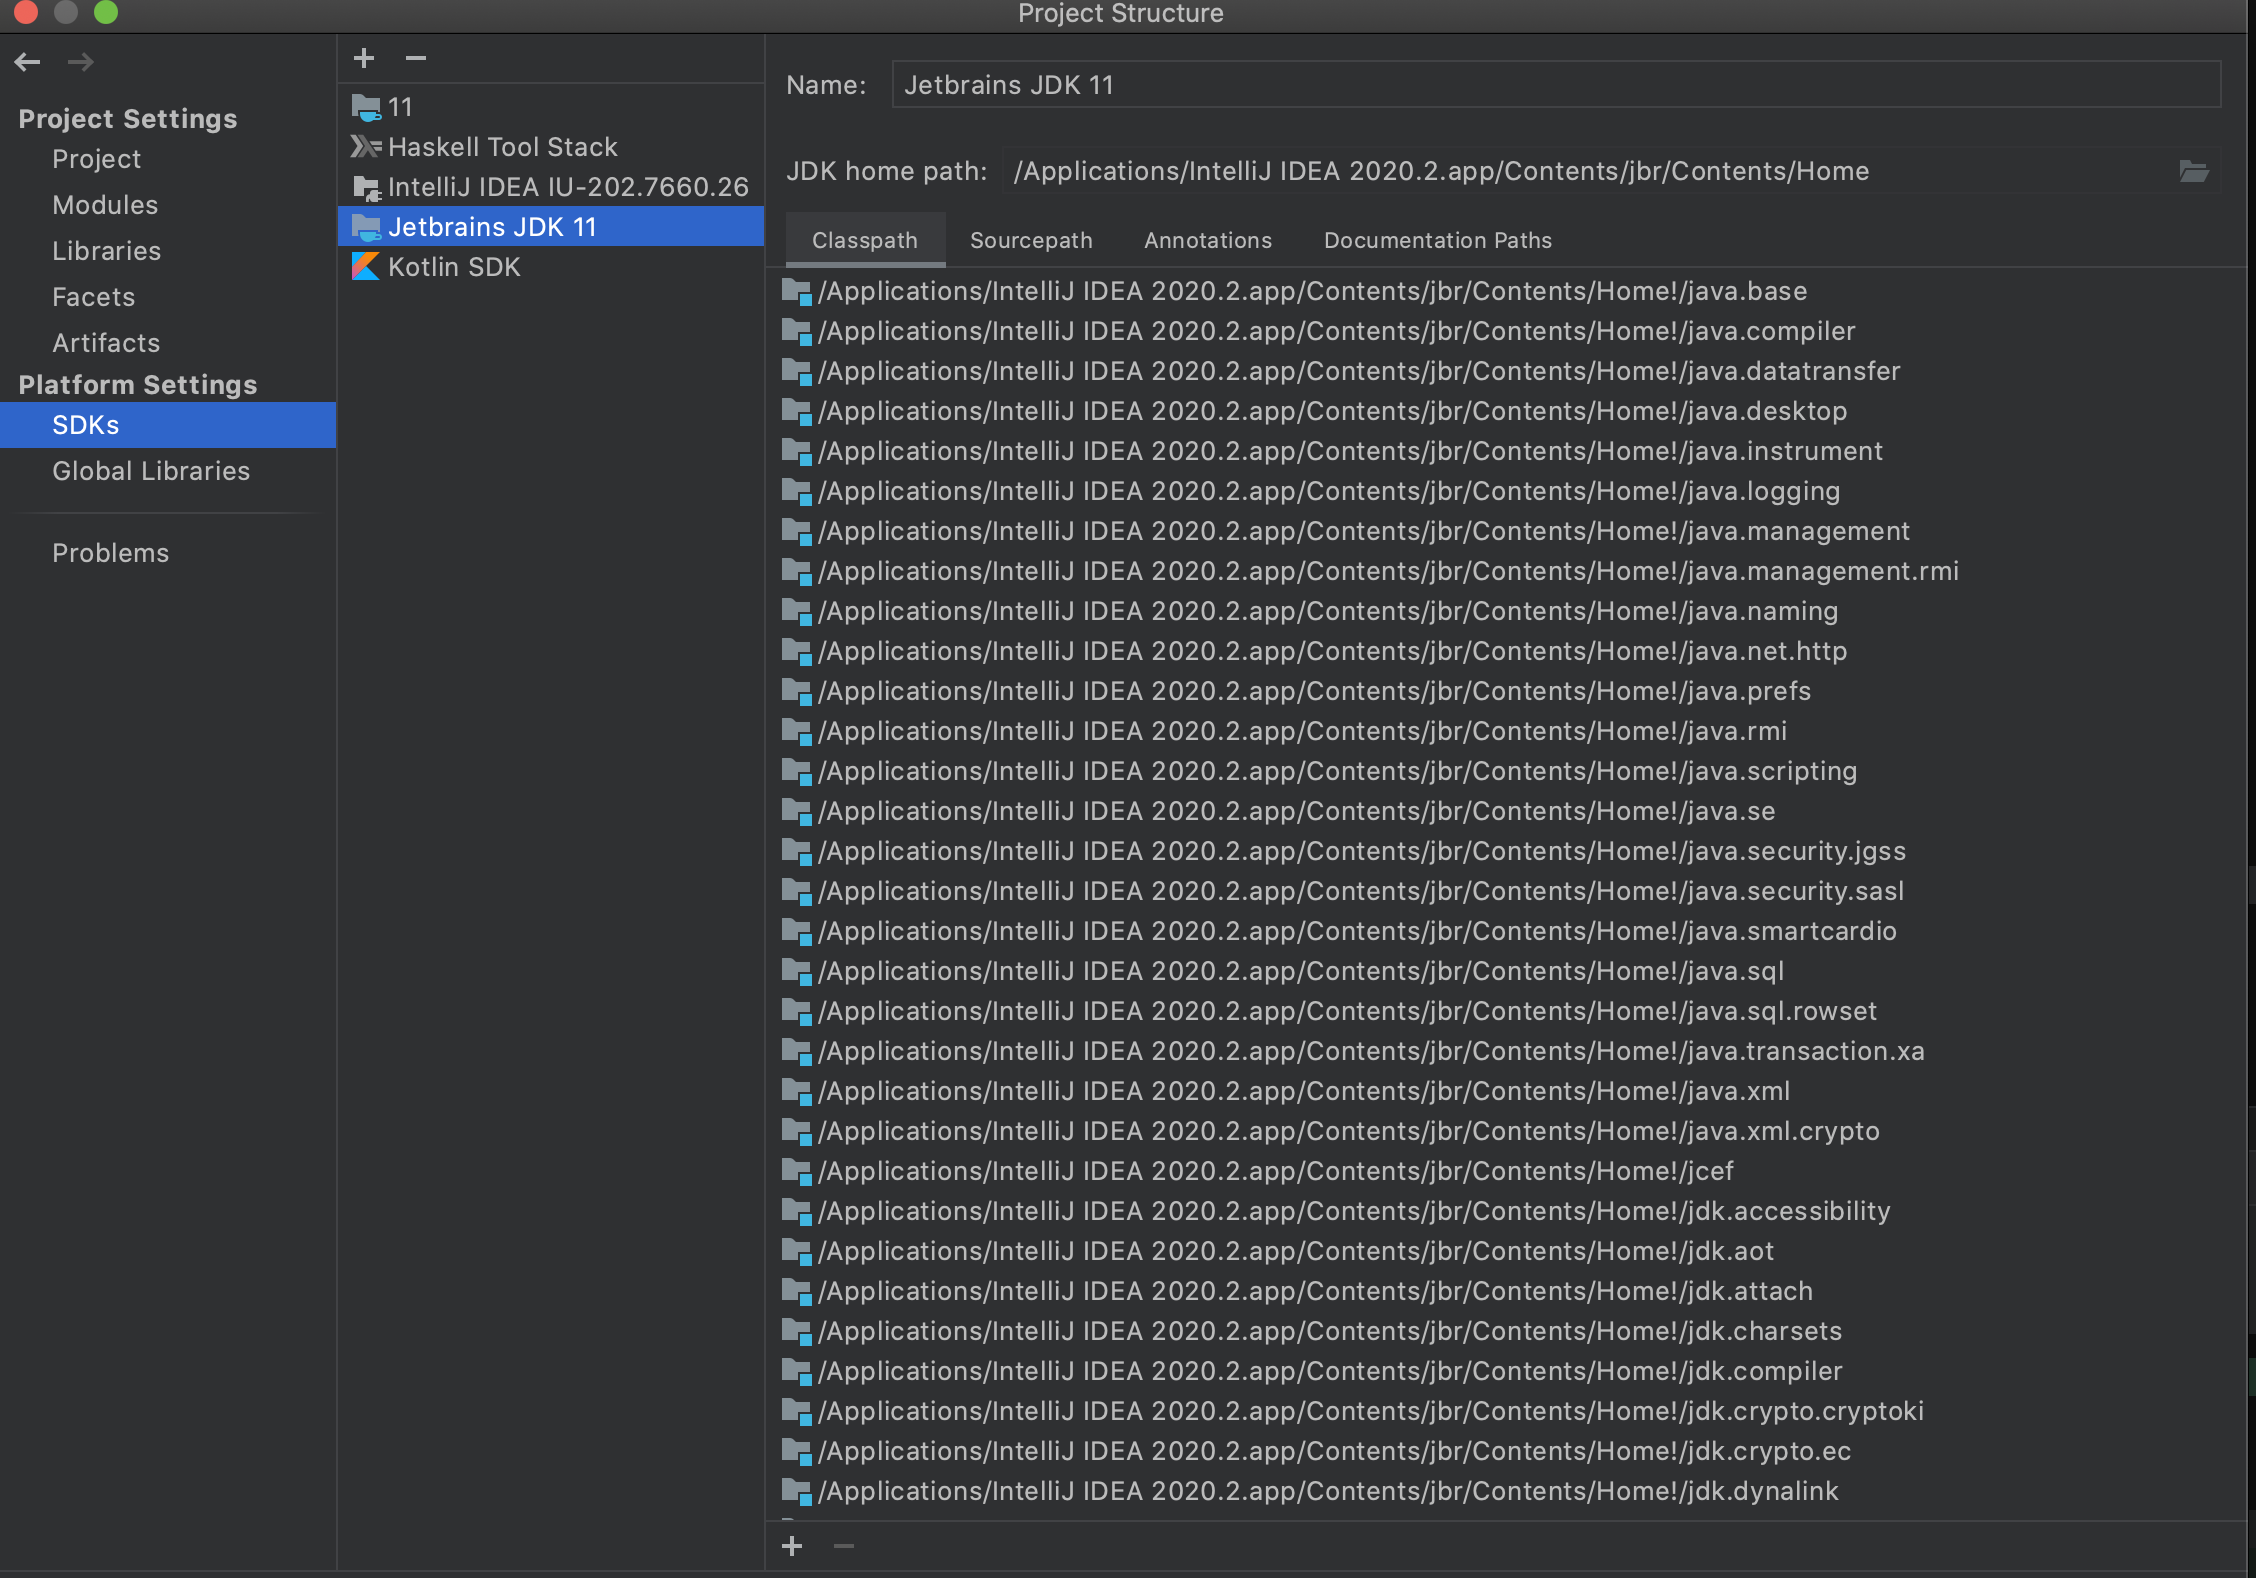 Project Structure
Project Settings
Project
Modules
Libraries
Facets
Artifacts
Platform Settings
SDKs
Global Libraries
Problems
11
Haskell Tool Stack
IntelliJ IDEA IU-202.7660.26
Jetbrains JDK 11
Kotlin SDK
Name: Jetbrains JDK 11
JDK home path: /Applications/IntelliJ IDEA 2020.2.app/Contents/jbr/Contents/Home
Classpath Sourcepath Annotations Documentation Paths
/Applications/IntelliJ IDEA 2020.2.app/Contents/jbr/Contents/Home!/java.base
/Applications/IntelliJ IDEA 2020.2.app/Contents/jbr/Contents/Home!/java.compiler
/Applications/IntelliJ IDEA 2020.2.app/Contents/jbr/Contents/Home!/java.datatransfer
/Applications/IntelliJ IDEA 2020.2.app/Contents/jbr/Contents/Home!/java.desktop
/Applications/IntelliJ IDEA 2020.2.app/Contents/jbr/Contents/Home!/java.instrument
/Applications/IntelliJ IDEA 2020.2.app/Contents/jbr/Contents/Home!/java.logging
/Applications/IntelliJ IDEA 2020.2.app/Contents/jbr/Contents/Home!/java.management
/Applications/IntelliJ IDEA 2020.2.app/Contents/jbr/Contents/Home!/java.management.rmi
/Applications/IntelliJ IDEA 2020.2.app/Contents/jbr/Contents/Home!/java.naming
/Applications/IntelliJ IDEA 2020.2.app/Contents/jbr/Contents/Home!/java.net.http
/Applications/IntelliJ IDEA 2020.2.app/Contents/jbr/Contents/Home!/java.prefs
/Applications/IntelliJ IDEA 2020.2.app/Contents/jbr/Contents/Home!/java.rmi
/Applications/IntelliJ IDEA 2020.2.app/Contents/jbr/Contents/Home!/java.scripting
/Applications/IntelliJ IDEA 2020.2.app/Contents/jbr/Contents/Home!/java.se
/Applications/IntelliJ IDEA 2020.2.app/Contents/jbr/Contents/Home!/java.security.jgss
/Applications/IntelliJ IDEA 2020.2.app/Contents/jbr/Contents/Home!/java.security.sasl
/Applications/IntelliJ IDEA 2020.2.app/Contents/jbr/Contents/Home!/java.smartcardio
/Applications/IntelliJ IDEA 2020.2.app/Contents/jbr/Contents/Home!/java.sql
/Applications/IntelliJ IDEA 2020.2.app/Contents/jbr/Contents/Home!/java.sql.rowset
/Applications/IntelliJ IDEA 2020.2.app/Contents/jbr/Contents/Home!/java.transaction.xa
/Applications/IntelliJ IDEA 2020.2.app/Contents/jbr/Contents/Home!/java.xml
/Applications/IntelliJ IDEA 2020.2.app/Contents/jbr/Contents/Home!/java.xml.crypto
/Applications/IntelliJ IDEA 2020.2.app/Contents/jbr/Contents/Home!/jcef
/Applications/IntelliJ IDEA 2020.2.app/Contents/jbr/Contents/Home!/jdk.accessibility
/Applications/IntelliJ IDEA 2020.2.app/Contents/jbr/Contents/Home!/jdk.aot
/Applications/IntelliJ IDEA 2020.2.app/Contents/jbr/Contents/Home!/jdk.attach
/Applications/IntelliJ IDEA 2020.2.app/Contents/jbr/Contents/Home!/jdk.charsets
/Applications/IntelliJ IDEA 2020.2.app/Contents/jbr/Contents/Home!/jdk.compiler
/Applications/IntelliJ IDEA 2020.2.app/Contents/jbr/Contents/Home!/jdk.crypto.cryptoki
/Applications/IntelliJ IDEA 2020.2.app/Contents/jbr/Contents/Home!/jdk.crypto.ec
/Applications/IntelliJ IDEA 2020.2.app/Contents/jbr/Contents/Home!/jdk.dynalink